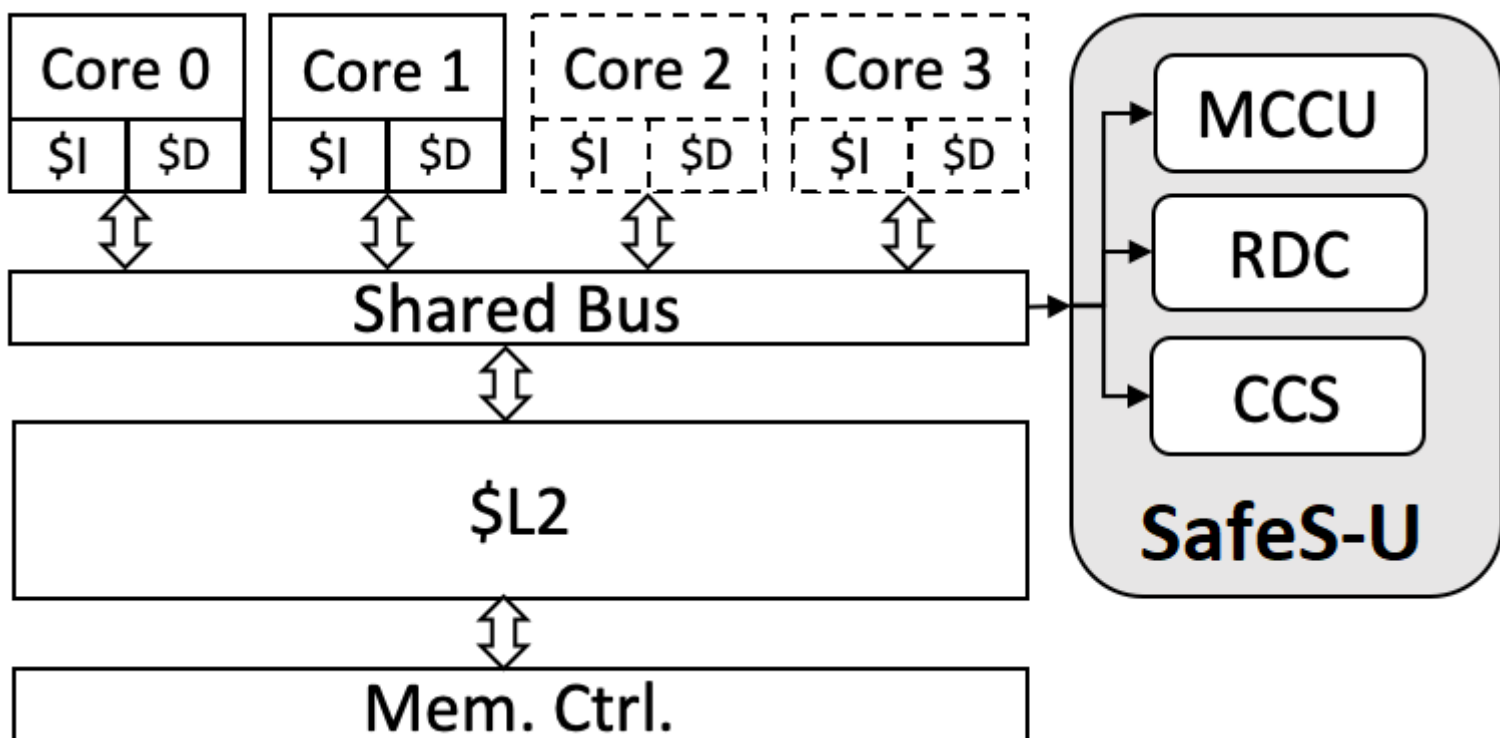 Core 0
Core 1
Core 2
Core 3
$I
$D
$I
$D
$I
$D
$I
$D
Shared Bus
$L2
Mem. Ctrl.
MCCU
RDC
CCS
SafeS-U